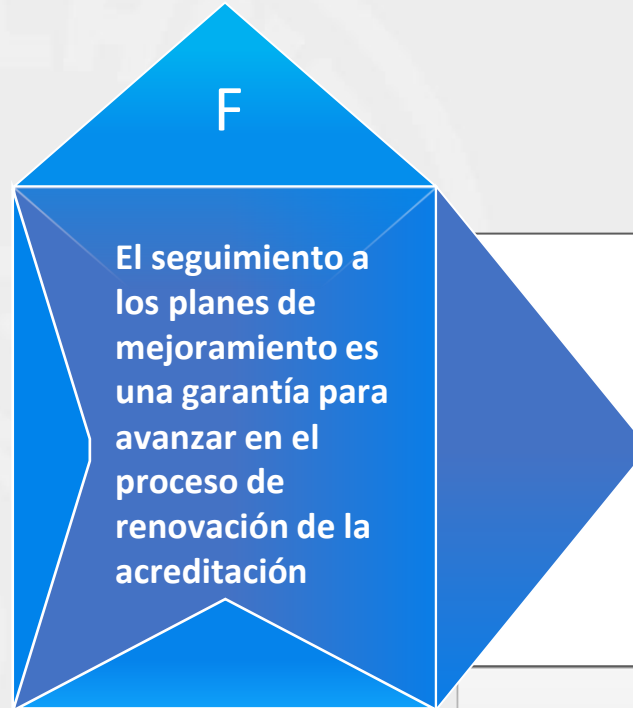 F
El seguimiento a
los planes de
mejoramiento es
una garantía para
avanzar en el
proceso de
renovación de la
acreditación